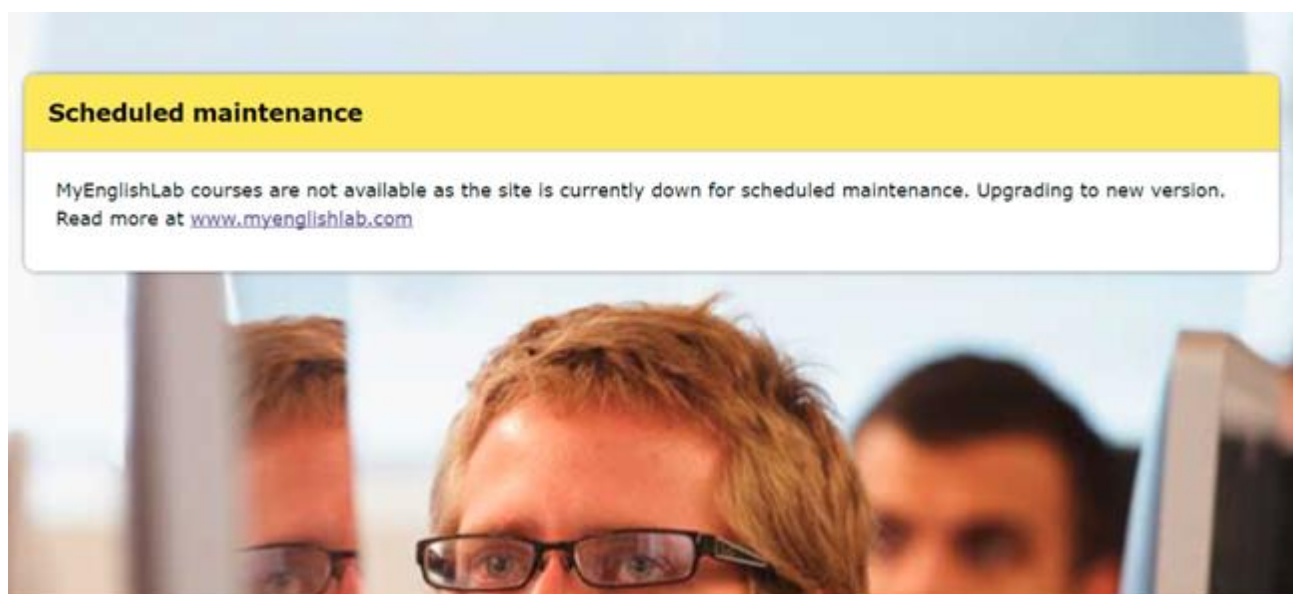 Scheduled maintenance
MyEnglishLab courses are not available as the site is currently down for scheduled maintenance. Upgrading to new version.
Read more at www.myenglishlab.com